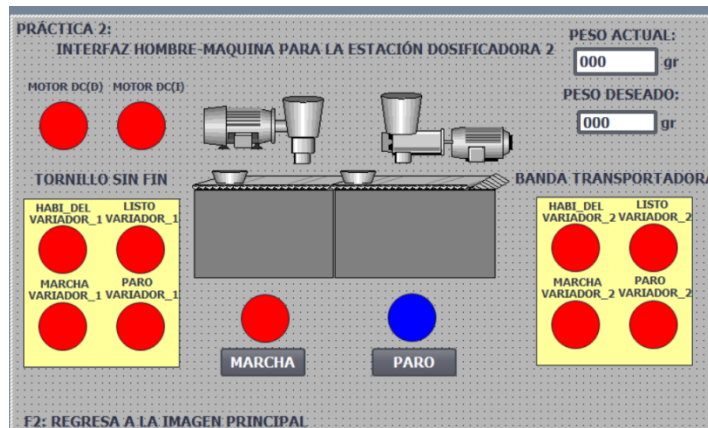 PRÁCTICA 2:
INTERFAZ HOMBRE-MAQUINA PARA LA ESTACIÓN DOSIFICADORA 2
PESO ACTUAL:
000 gr
PESO DESEADO:
000 gr
MOTOR DC(D) MOTOR DC(I)
TORNILLO SIN FIN
BANDA TRANSPORTADORA
HABI_DEL LISTO
VARIADOR_1 VARIADOR_1
MARCHA PARO
VARIADOR_1 VARIADOR_1
HABI_DEL LISTO
VARIADOR_2 VARIADOR_2
MARCHA PARO
VARIADOR_2 VARIADOR_2
MARCHA PARO
F2: REGRESA A LA IMAGEN PRINCIPAL